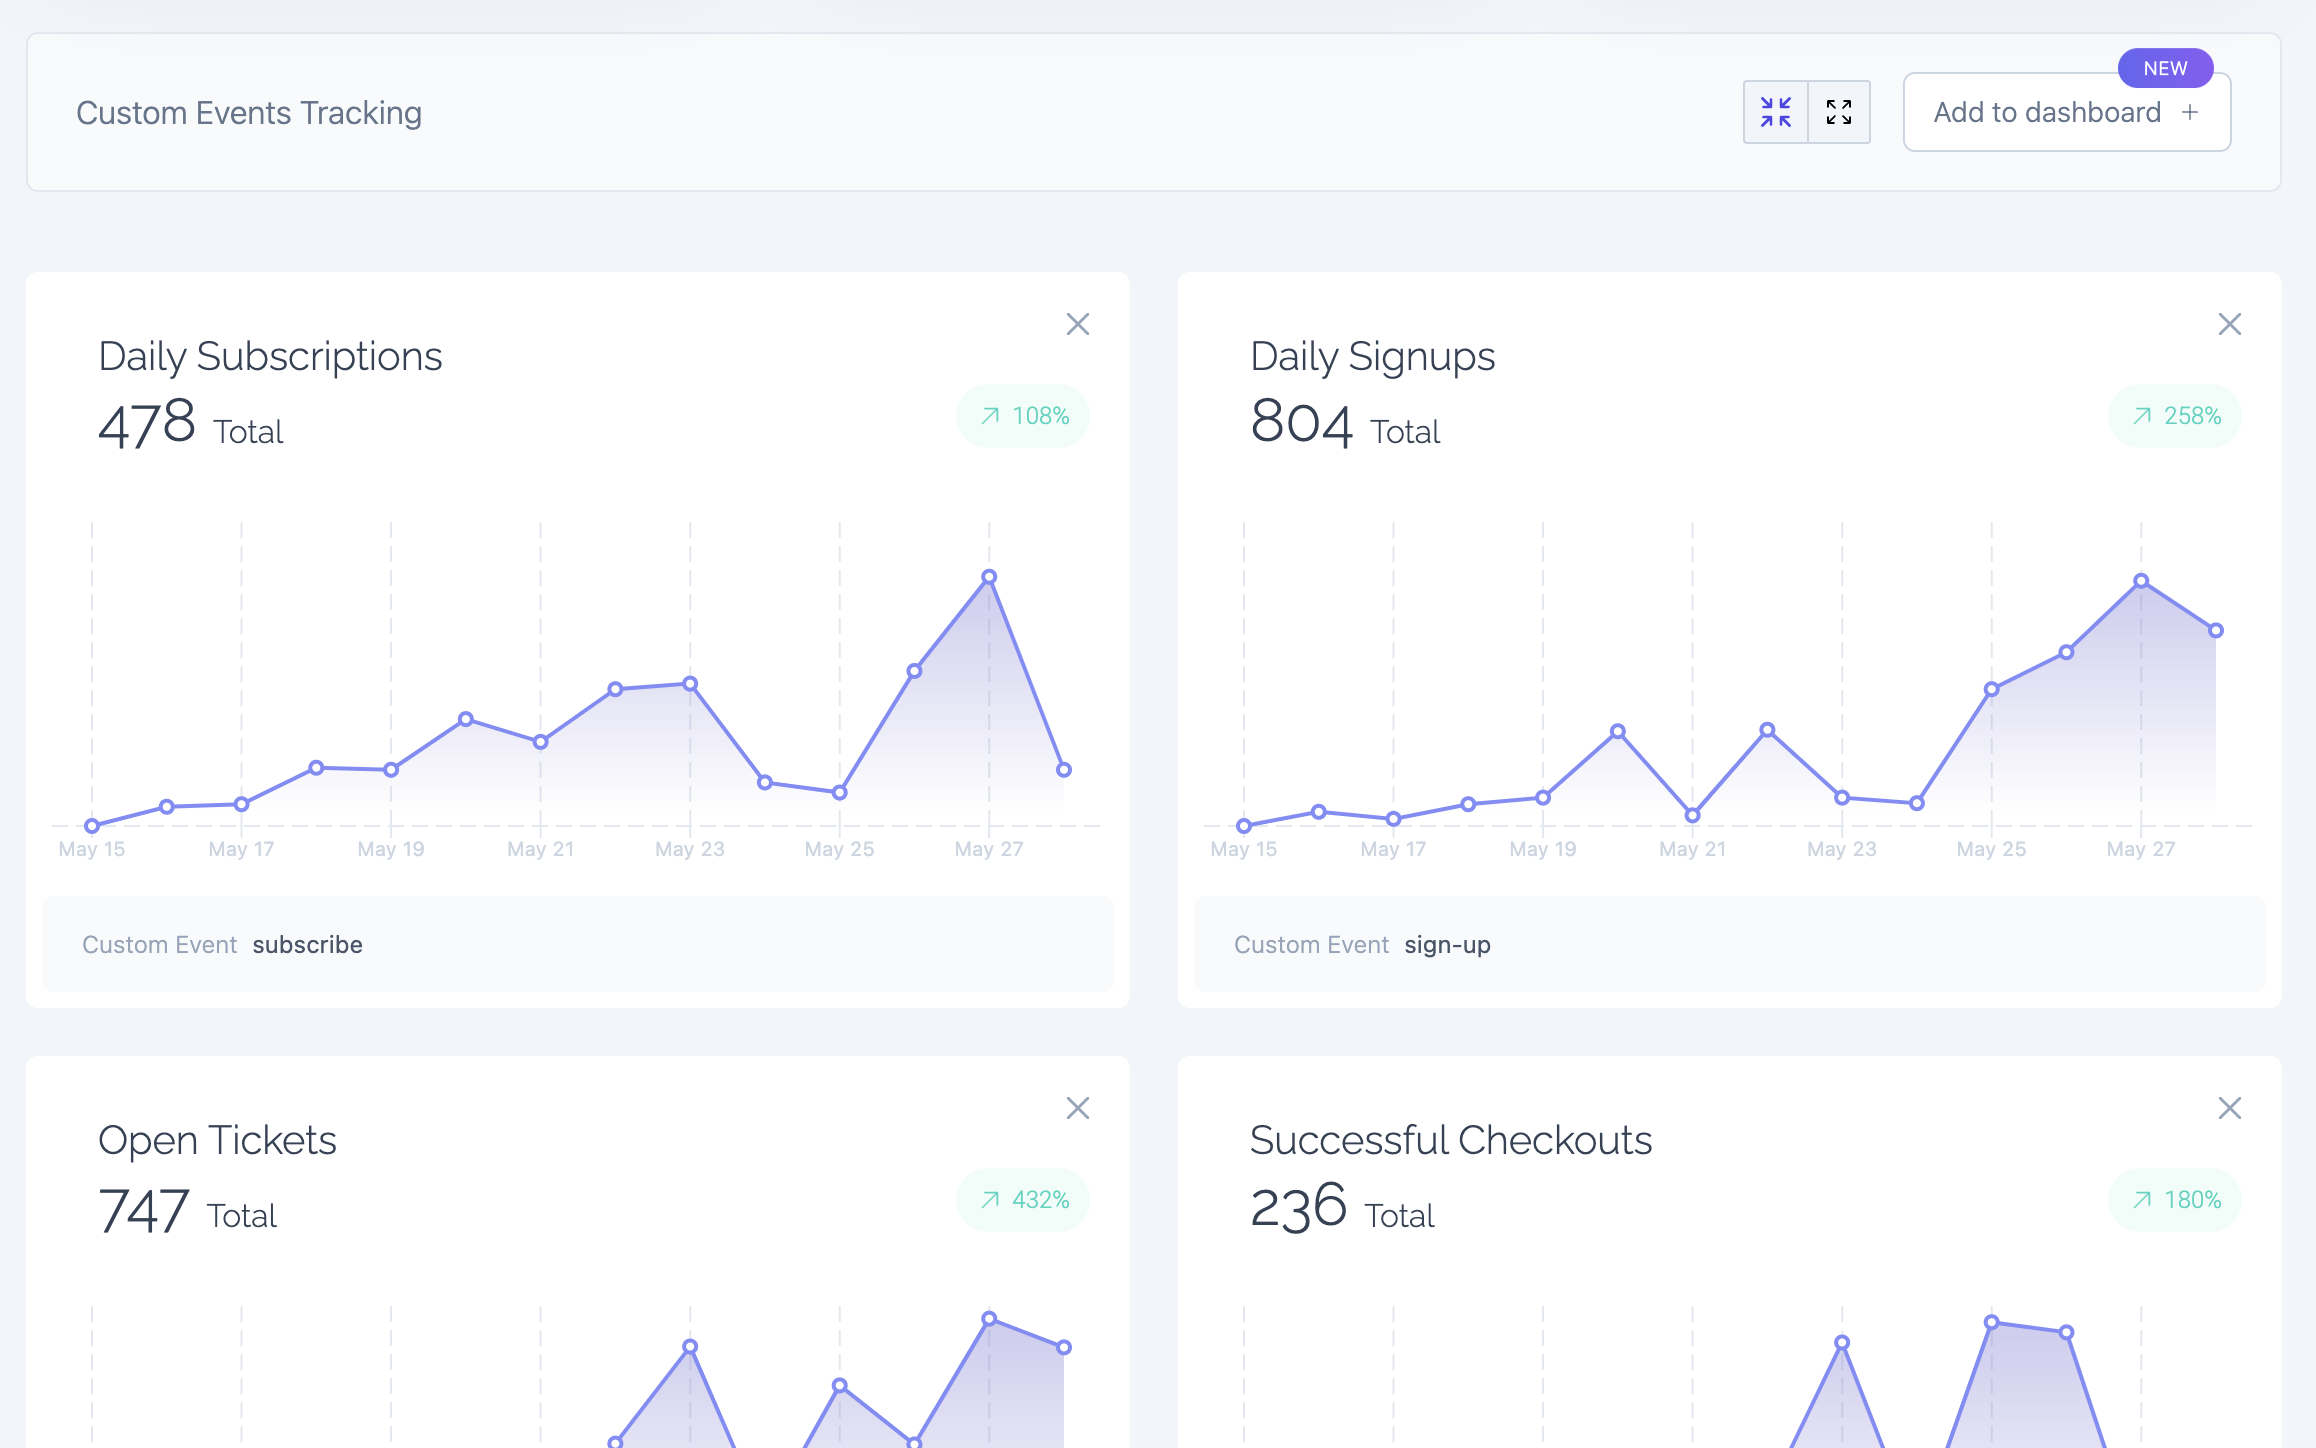 NEW
Custom Events Tracking
Add to dashboard +
Daily Subscriptions
478 Total
108%
May 15 May 17 May 19 May 21 May 23 May 25 May 27
Custom Event subscribe
Daily Signups
804 Total
258%
May 15 May 17 May 19 May 21 May 23 May 25 May 27
Custom Event sign-up
Open Tickets
747 Total
432%
Successful Checkouts
236 Total
180%